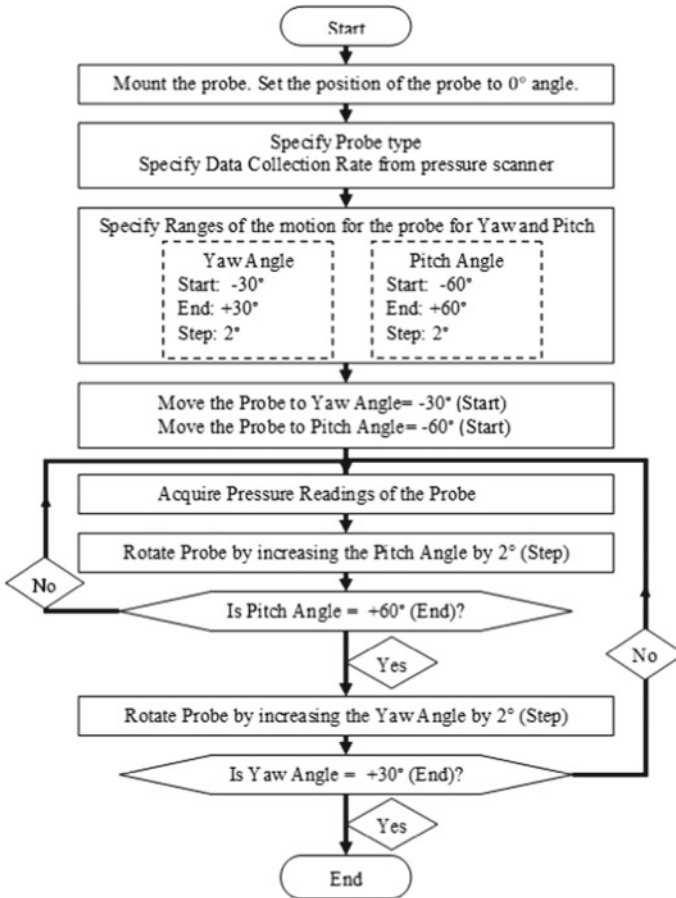 Start
Mount the probe. Set the position of the probe to 0° angle.
Specify Probe type
Specify Data Collection Rate from pressure scanner
Specify Ranges of the motion for the probe for Yaw and Pitch
Yaw Angle
Start: -30°
End: +30°
Step: 2°
Pitch Angle
Start: -60°
End: +60°
Step: 2°
Move the Probe to Yaw Angle= -30° (Start)
Move the Probe to Pitch Angle= -60° (Start)
Acquire Pressure Readings of the Probe
Rotate Probe by increasing the Pitch Angle by 2° (Step)
No
Is Pitch Angle = +60° (End)?
Yes
No
Rotate Probe by increasing the Yaw Angle by 2° (Step)
Is Yaw Angle = +30° (End)?
Yes
End